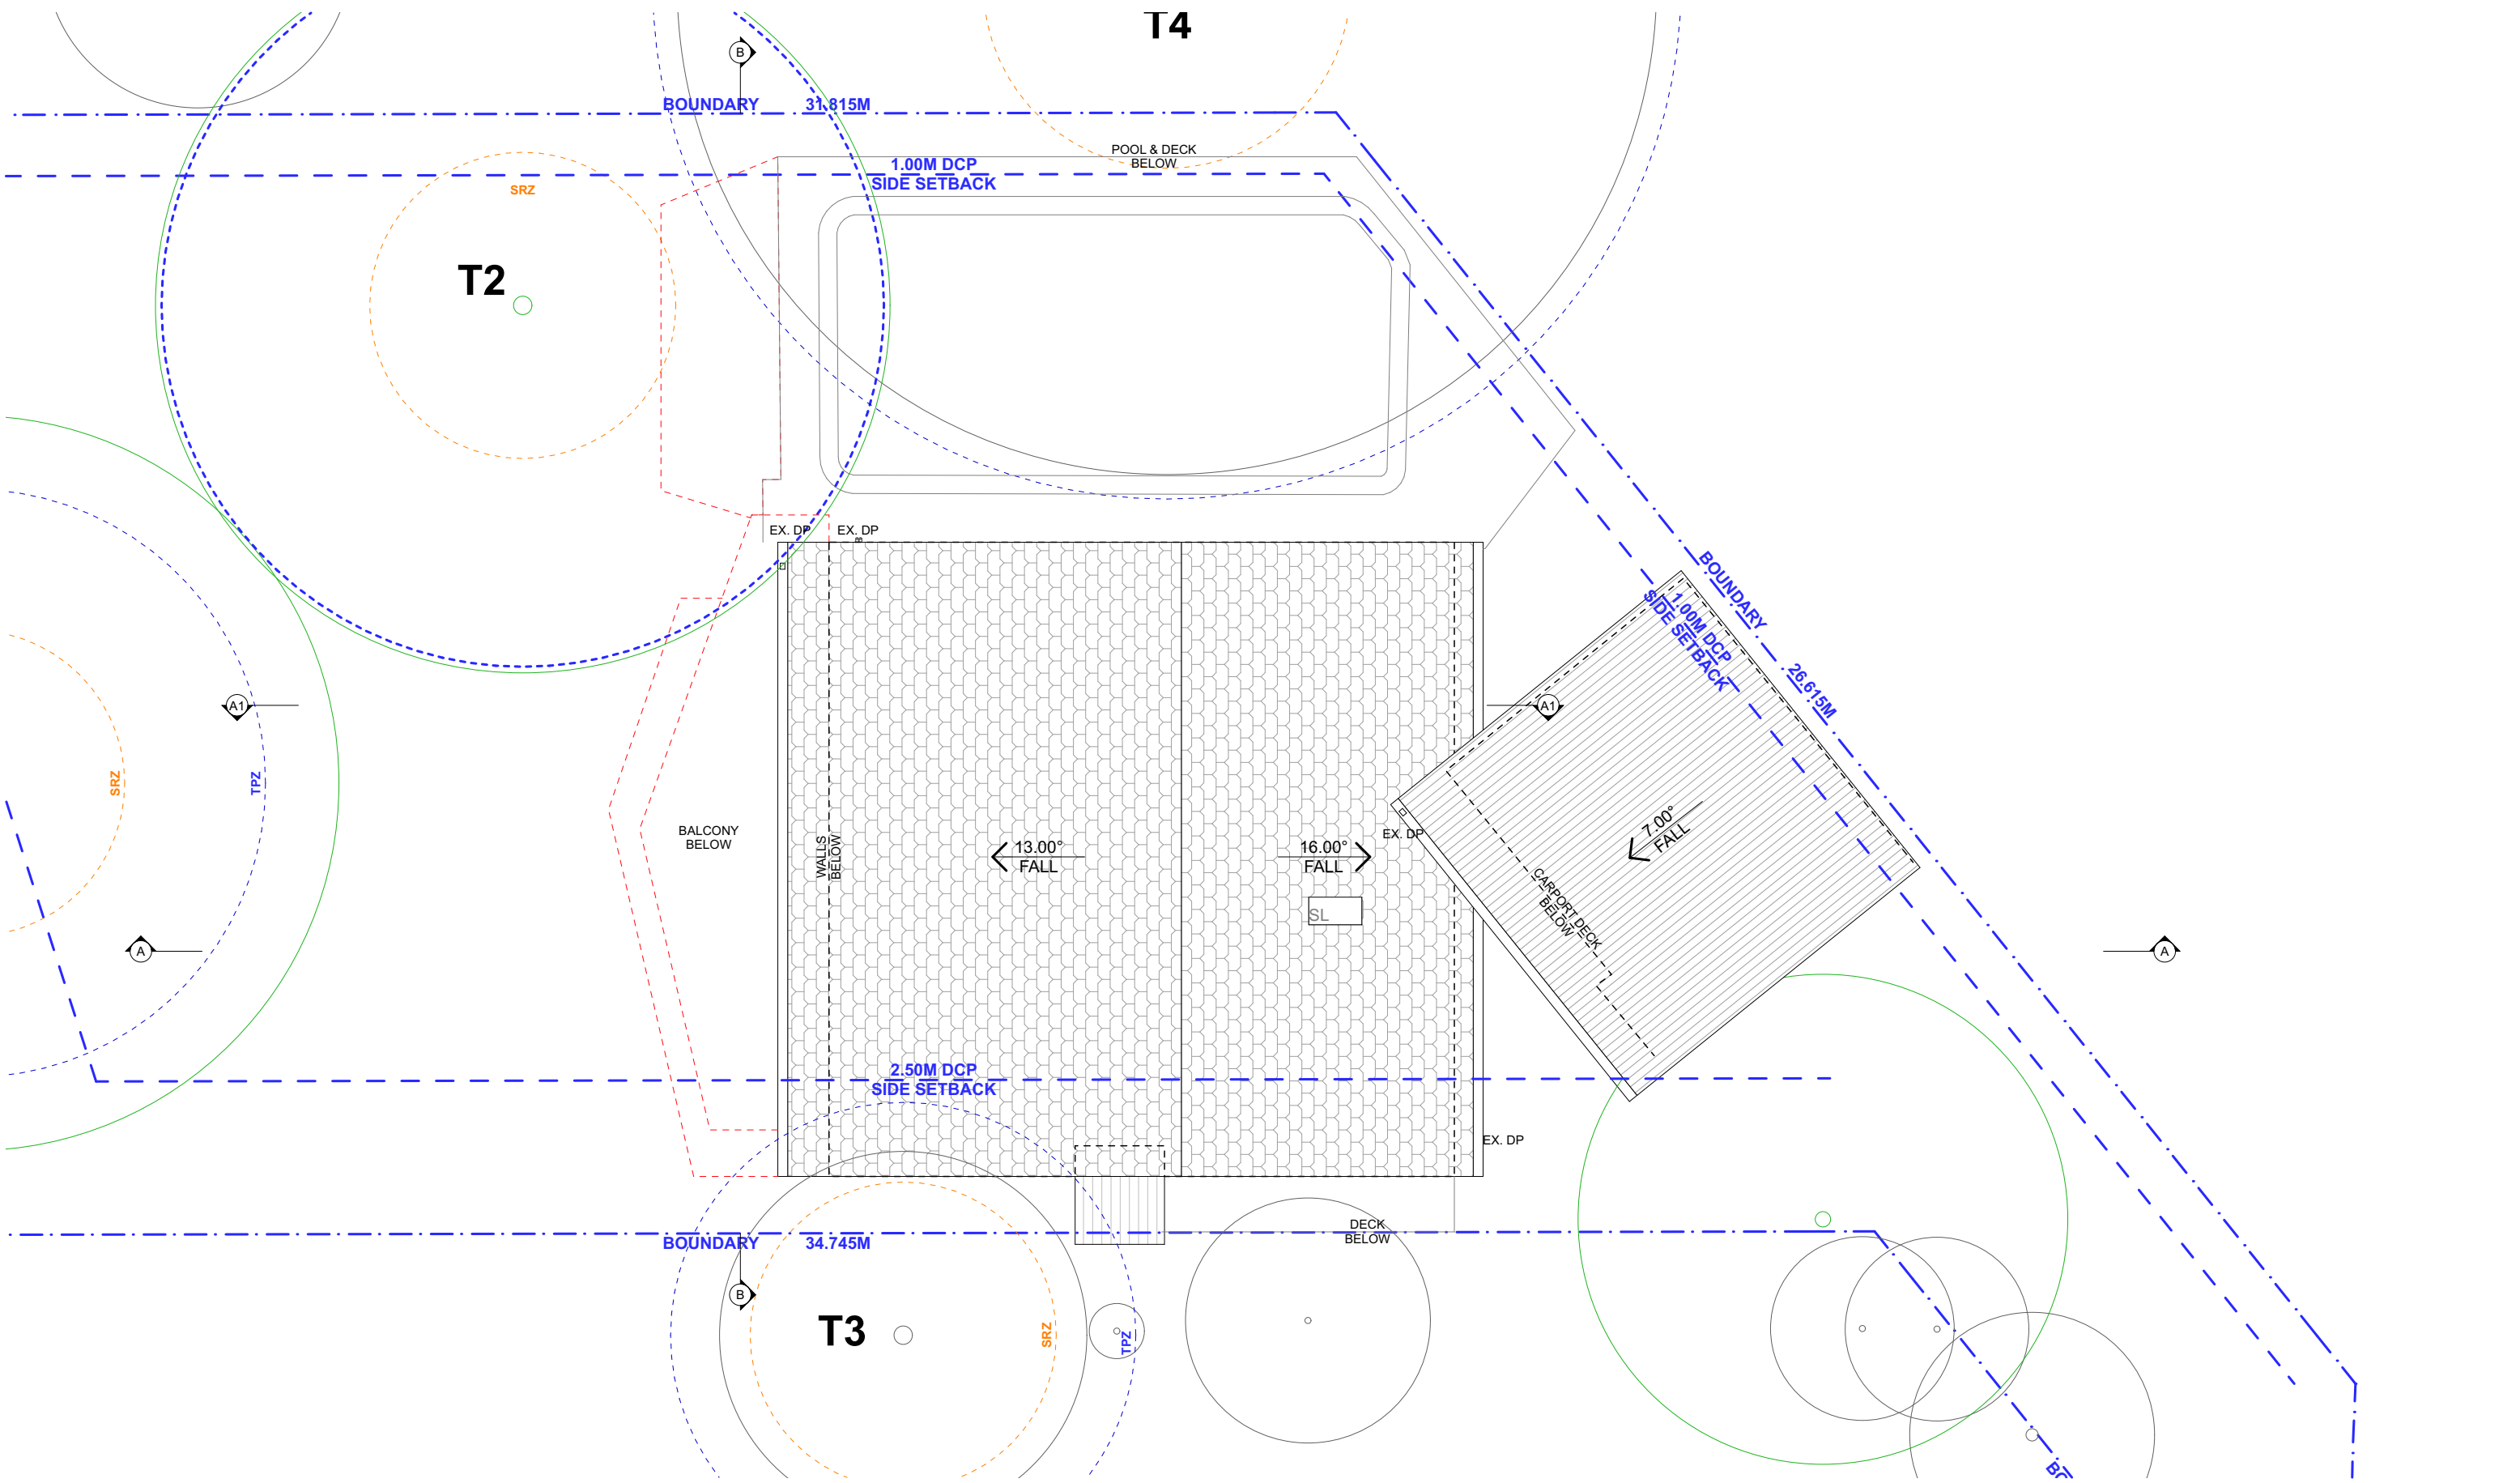 T4
B
BOUNDARY 31.815M
POOL & DECK
BELOW
1.00M DCP
SIDE SETBACK
SRZ
T2
EX. DP
EX. DP
BOUNDARY
1.00M DCP
SIDE SETBACK
26.615M
A1
A1
SRZ
TPZ
BALCONY
BELOW
WALLS
BELOW
13.00°
FALL
16.00°
FALL
EX. DP
7.00°
FALL
CARPORT DECK
BELOW
SL
A
A
2.50M DCP
SIDE SETBACK
EX. DP
DECK
BELOW
BOUNDARY 34.745M
B
T3
SRZ
TPZ